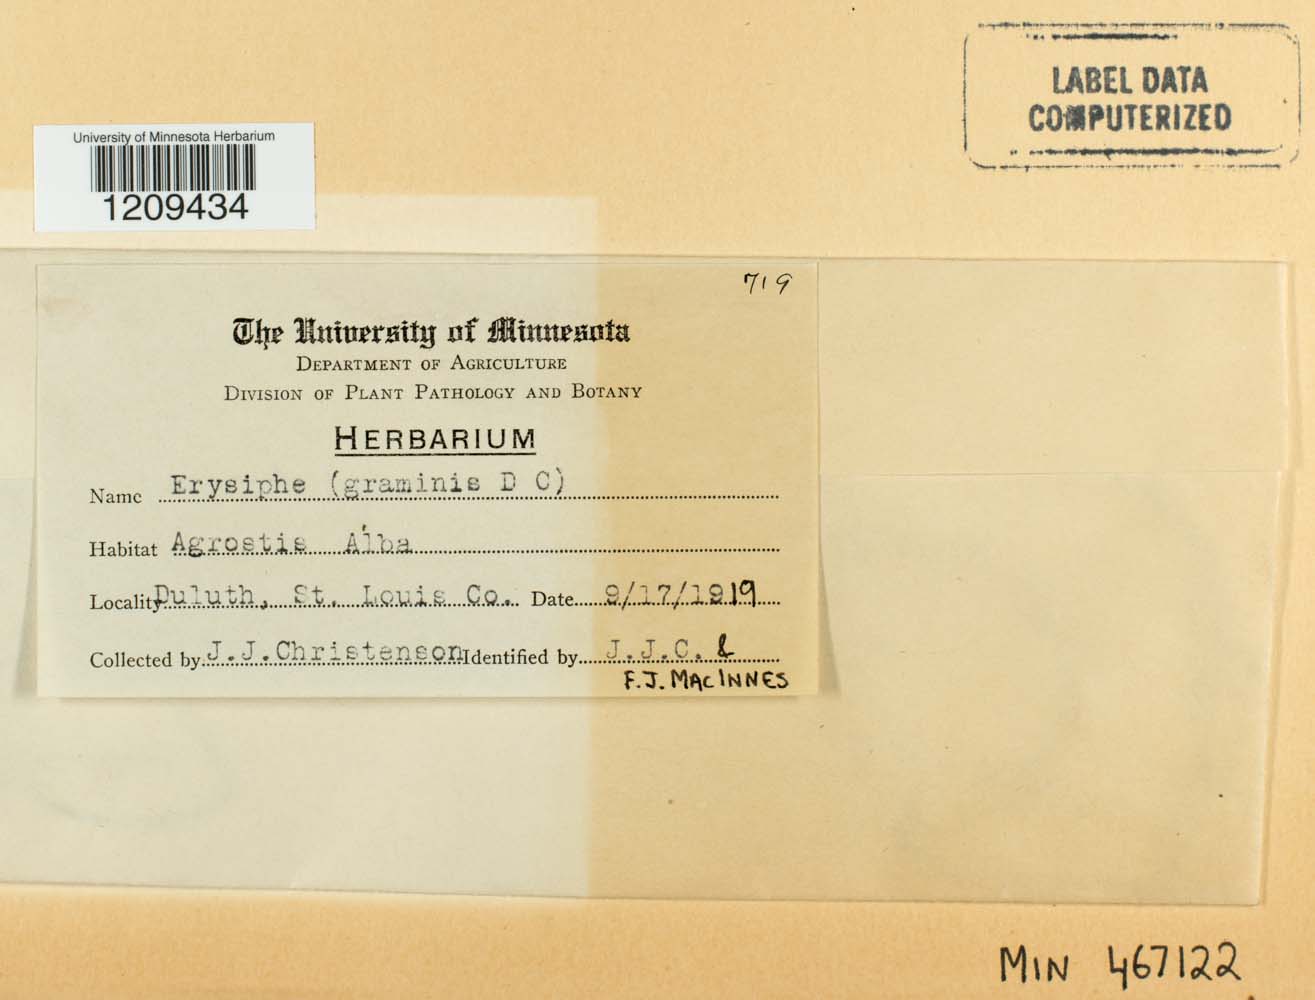 LABEL DATA
COMPUTERIZED
University of Minnesota Herbarium
1209434
719
The University of Minnesota
DEPARTMENT OF AGRICULTURE
DIVISION OF PLANT PATHOLOGY AND BOTANY
HERBARIUM
Name Erysiphe (graminis D C)
Habitat Agrostis Alba
Locality Duluth, St. Louis Co. Date 9/17/1919
Collected by J.J.Christenson Identified by J.J.C. &
F.J. MACINNES
MIN 467122